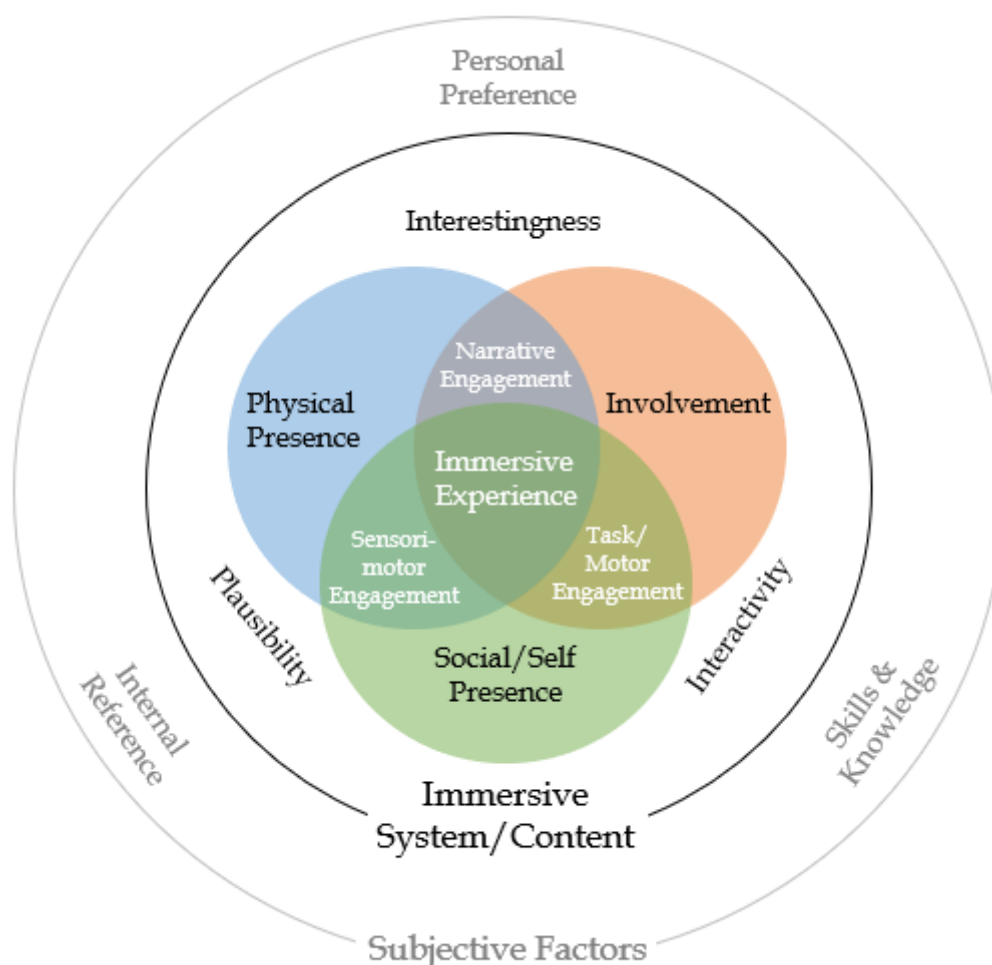 Personal
Preference
Interestingness
Narrative
Engagement
Physical
Presence
Involvement
Immersive
Experience
Sensori-
motor
Engagement
Task/
Motor
Engagement
Plausibility
Interactivity
Social/Self
Presence
Internal
Reference
Skills &
Knowledge
Immersive
System/Content
Subjective Factors